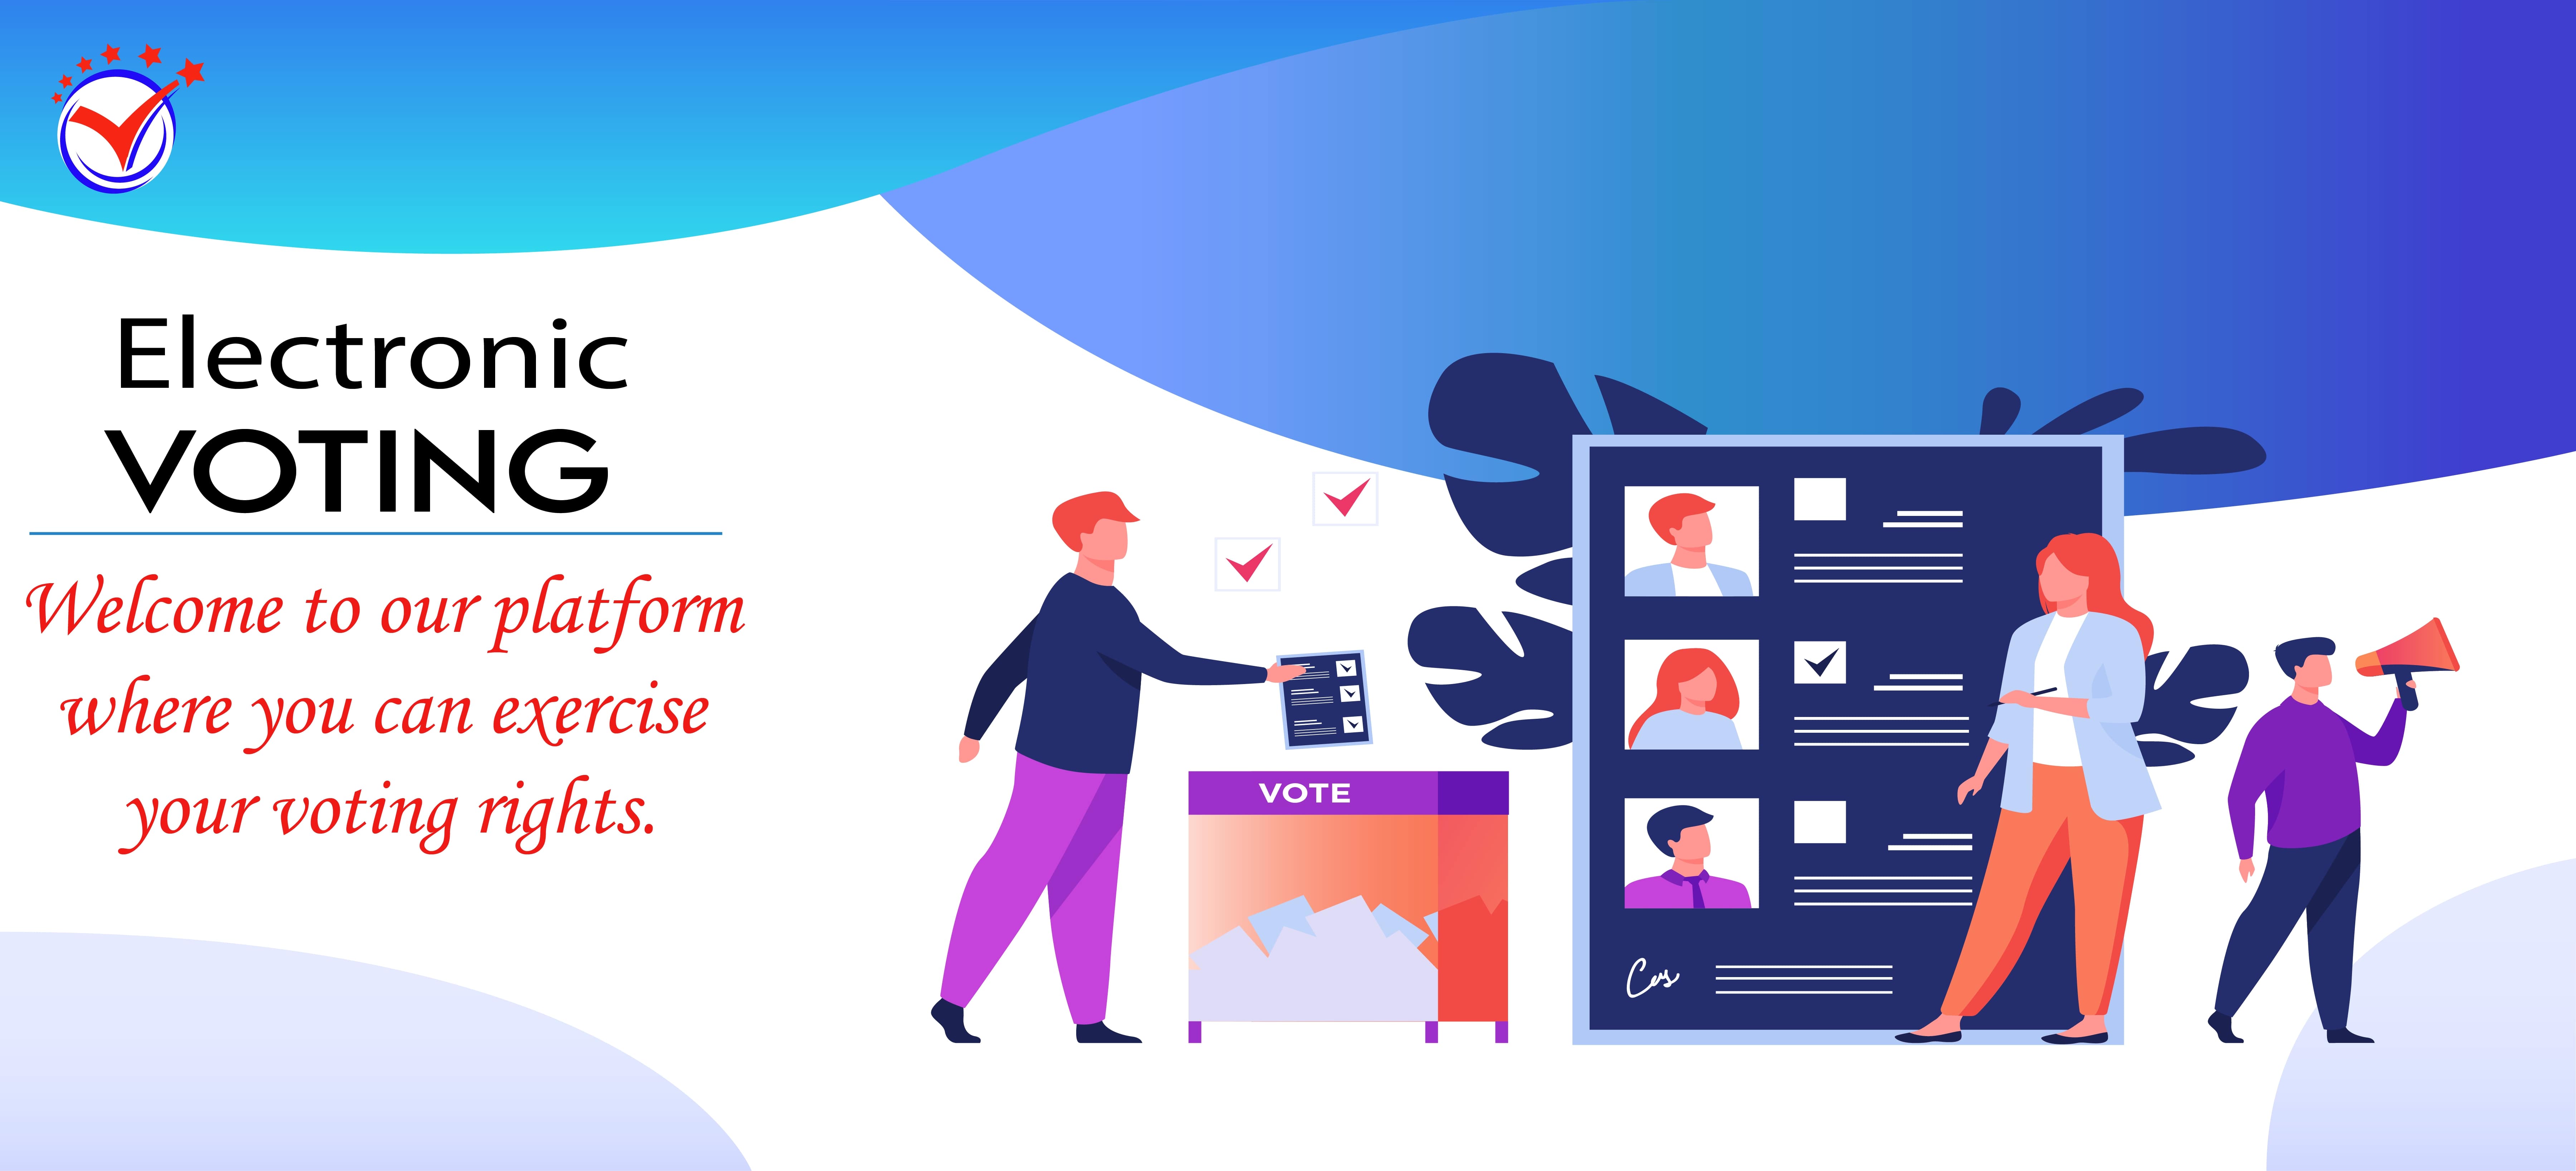 Electronic
VOTING
Welcome to our platform
where you can exercise
your voting rights.
VOTE